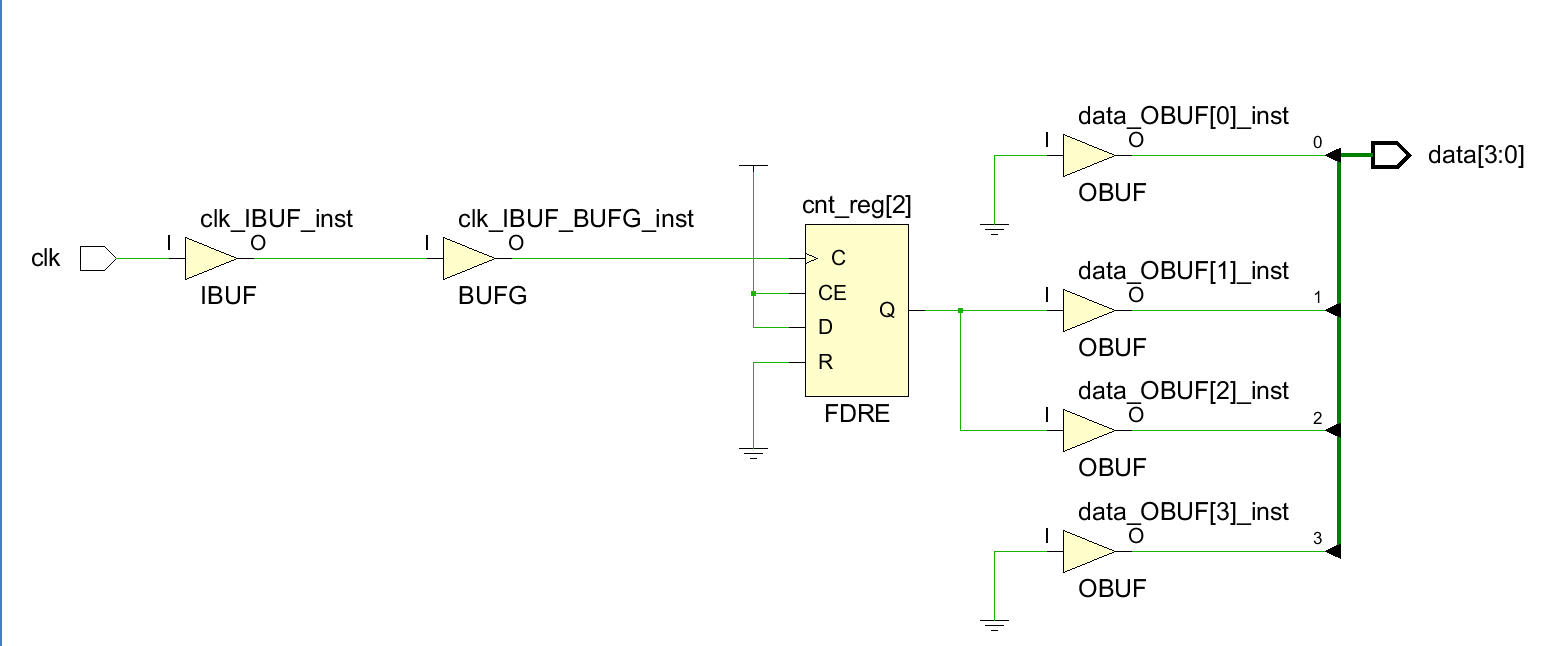 clk
I
clk_IBUF_inst
O
IBUF
I
clk_IBUF_BUFG_inst
O
BUFG
cnt_reg[2]
C
CE
D
R
Q
FDRE
data_OBUF[0]_inst
I
O
OBUF
0
data[3:0]
data_OBUF[1]_inst
I
O
OBUF
1
data_OBUF[2]_inst
I
O
OBUF
2
data_OBUF[3]_inst
I
O
OBUF
3